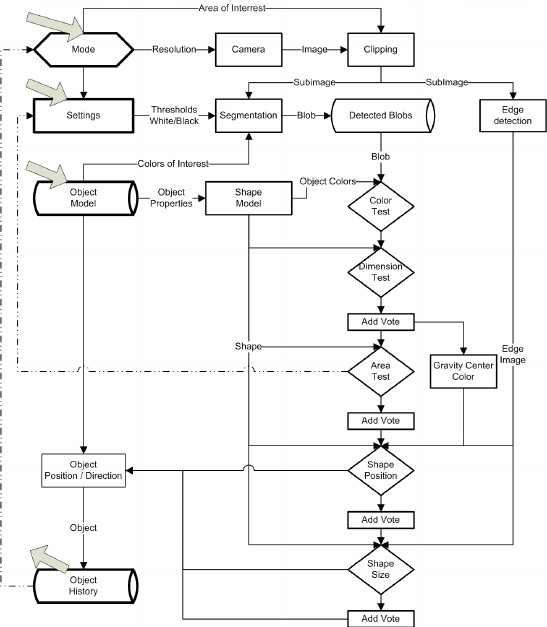 Area of Interest
Mode
Resolution
Camera
Image
Clipping
Subimage
SubImage
Settings
Thresholds
White/Black
Segmentation
Blob
Detected Blobs
Edge
detection
Blob
Colors of Interest
Object
Model
Object
Properties
Shape
Model
Object Colors
Color
Test
Dimension
Test
Add Vote
Shape
Area
Test
Gravity Center
Color
Edge
Image
Add Vote
Object
Position / Direction
Shape
Position
Add Vote
Object
Object
History
Shape
Size
Add Vote